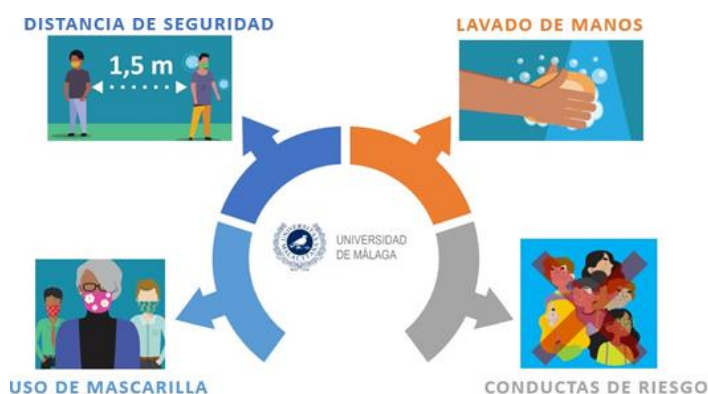 DISTANCIA DE SEGURIDAD
LAVADO DE MANOS
1,5 m
UNIVERSIDAD
DE MÁLAGA
USO DE MASCARILLA
CONDUCTAS DE RIESGO